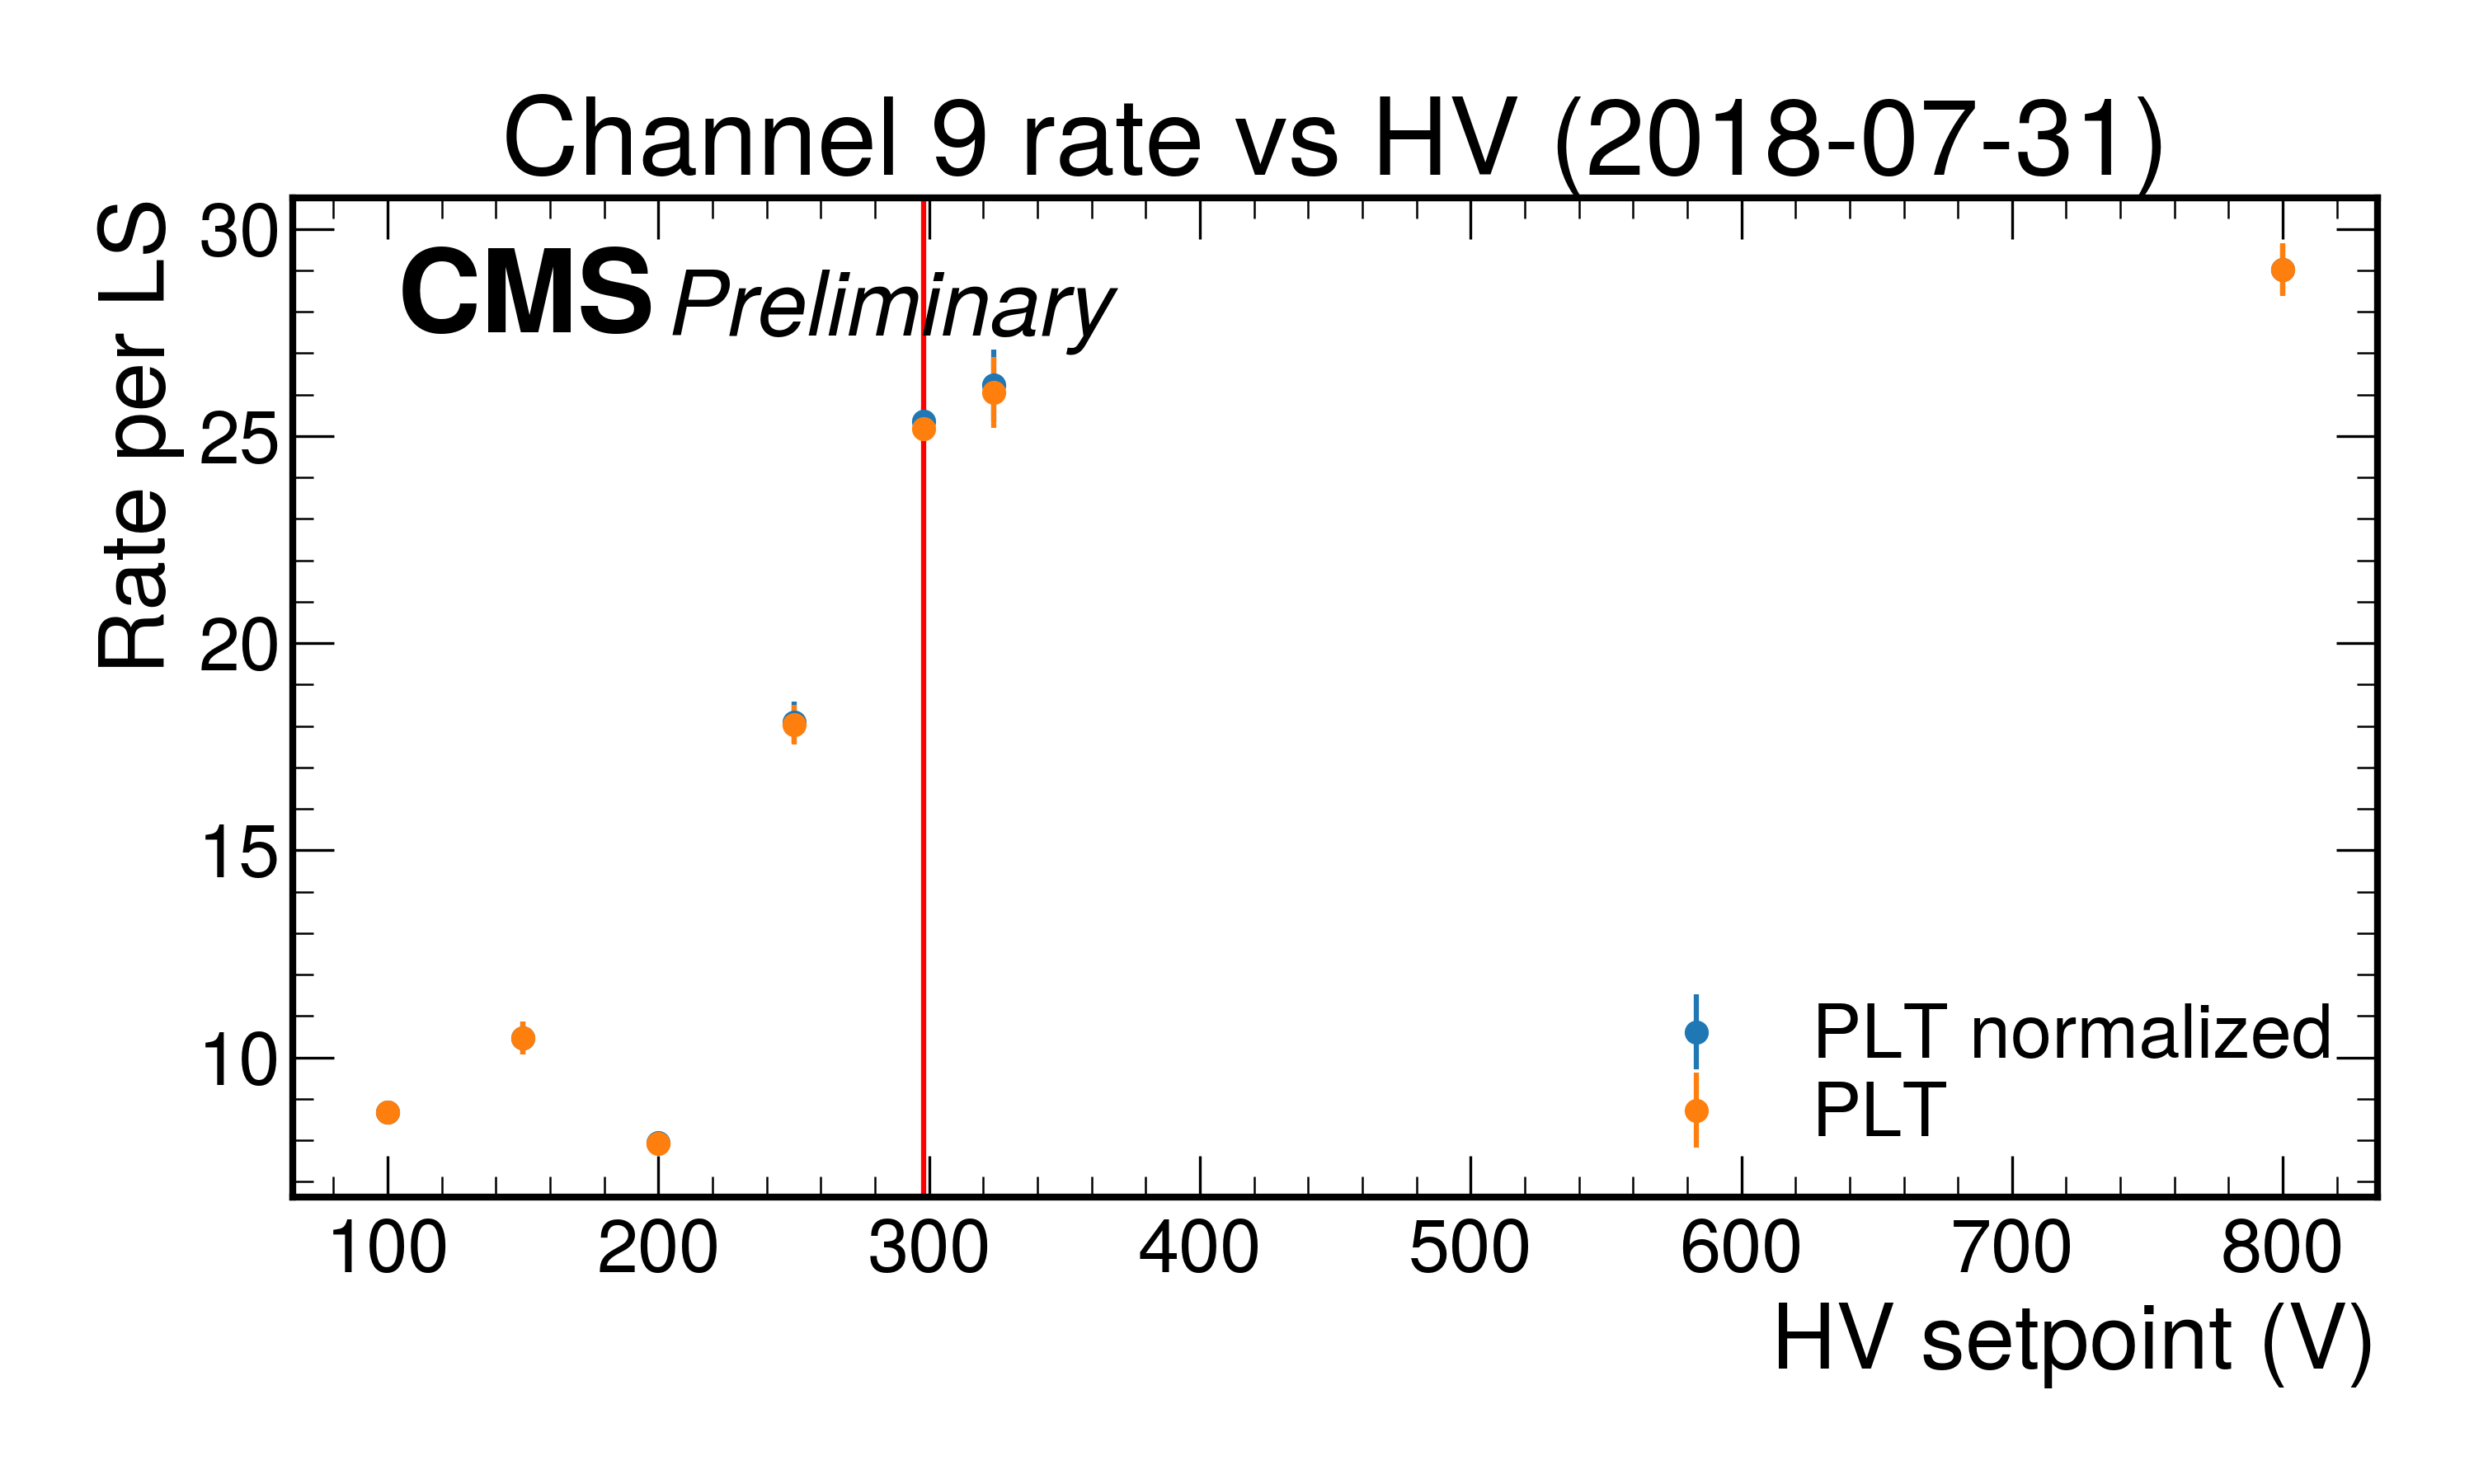 Channel 9 rate vs HV (2018-07-31)
CMS Preliminary
Rate per LS
30
25
20
15
10
PLT normalized
PLT
100 200 300 400 500 600 700 800
HV setpoint (V)